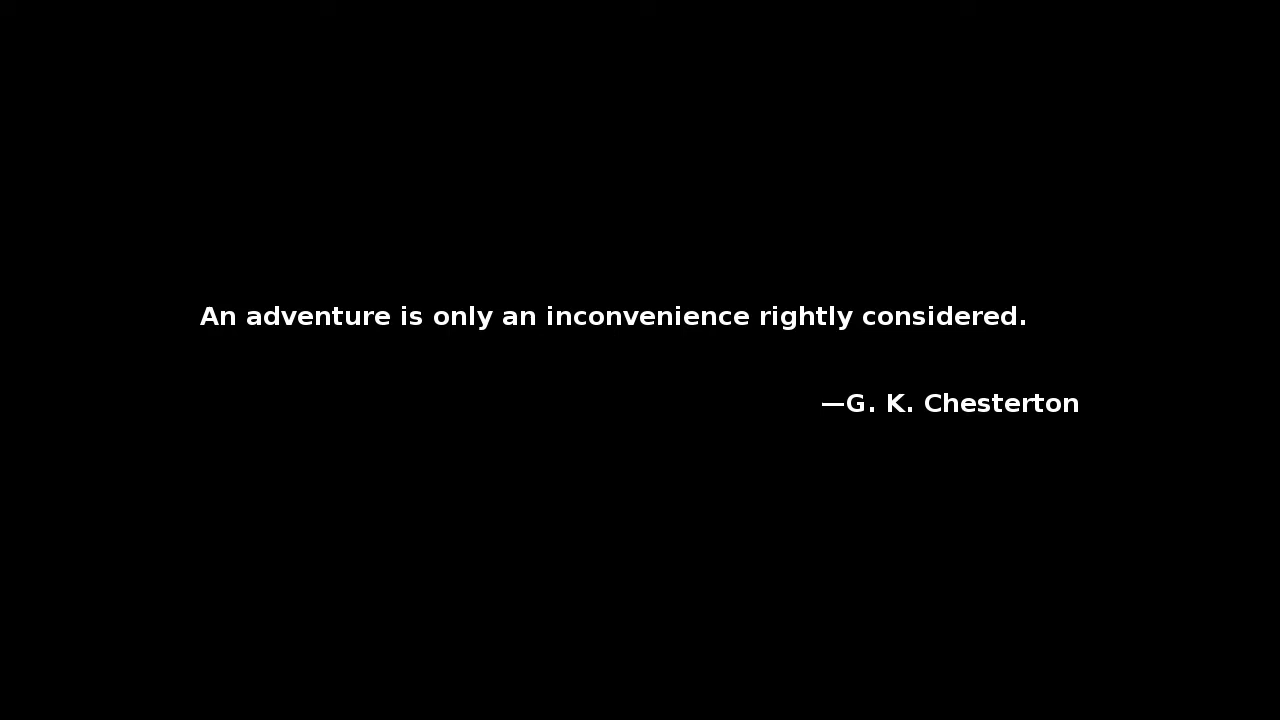 An adventure is only an inconvenience rightly considered.
—G. K. Chesterton